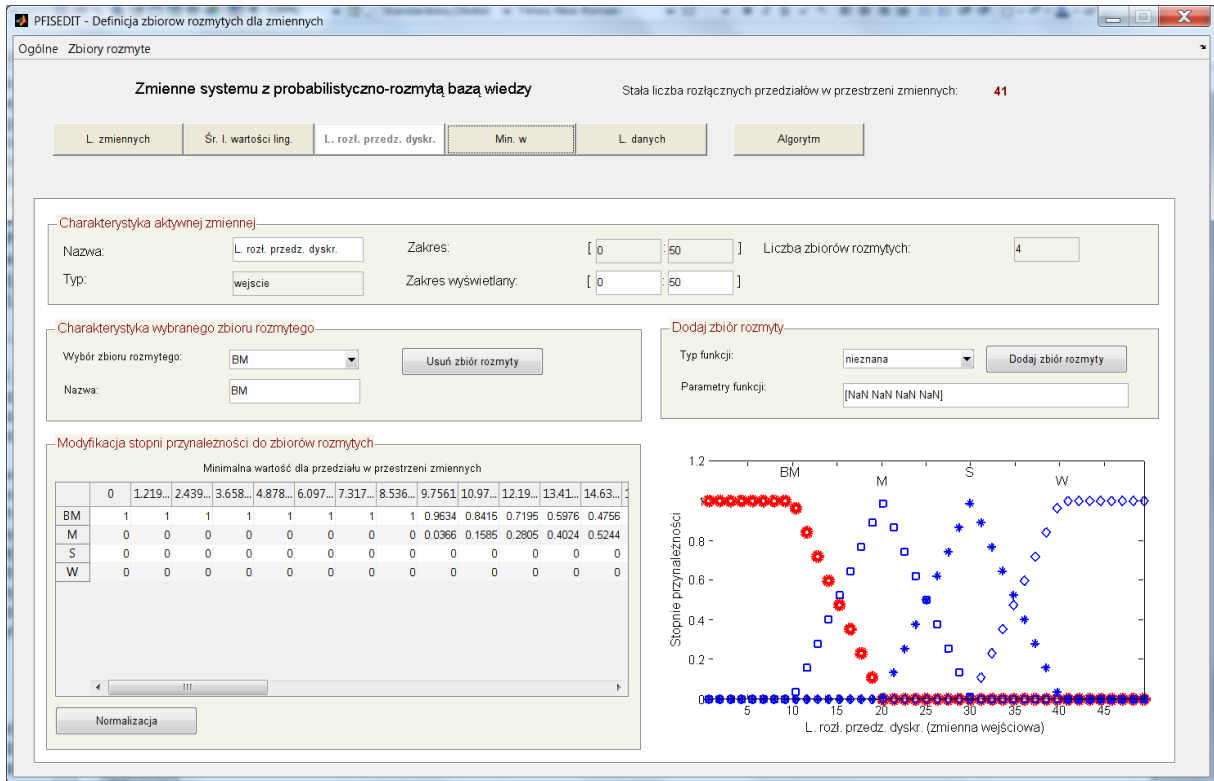 PFISEDIT - Definicja zbiorow rozmytych dla zmiennych
Ogólne Zbiory rozmyte
Zmienne systemu z probabilistyczno-rozmytą bazą wiedzy
Stała liczba rozłącznych przedziałów w przestrzeni zmiennych: 41
L. zmiennych Śr. l. wartości ling. L. rozł. przedz. dyskr. Min. w L. danych Algorytm
Charakterystyka aktywnej zmiennej
Nazwa: L. rozł. przedz. dyskr. Zakres: [ 0 : 50 ] Liczba zbiorów rozmytych: 4
Typ: wejscie Zakres wyświetlany: [ 0 : 50 ]
Charakterystyka wybranego zbioru rozmytego
Wybór zbioru rozmytego: BM Usuń zbiór rozmyty
Nazwa: BM
Dodaj zbiór rozmyty
Typ funkcji: nieznana Dodaj zbiór rozmyty
Parametry funkcji: [NaN NaN NaN NaN]
Modyfikacja stopni przynależności do zbiorów rozmytych
Minimalna wartość dla przedziału w przestrzeni zmiennych
0 1.219... 2.439... 3.658... 4.878... 6.097... 7.317... 8.536... 9.7561 10.97... 12.19... 13.41... 14.63...
BM 1 1 1 1 1 1 1 1 0.9634 0.8415 0.7195 0.5976 0.4756
M 0 0 0 0 0 0 0 0 0.0366 0.1585 0.2805 0.4024 0.5244
S 0 0 0 0 0 0 0 0 0 0 0 0 0
W 0 0 0 0 0 0 0 0 0 0 0 0 0
Normalizacja
1.2
BM M S W
1
0.8
0.6
0.4
0.2
0
Stopnie przynależności
5 10 15 20 25 30 35 40 45
L. rozł. przedz. dyskr. (zmienna wejściowa)